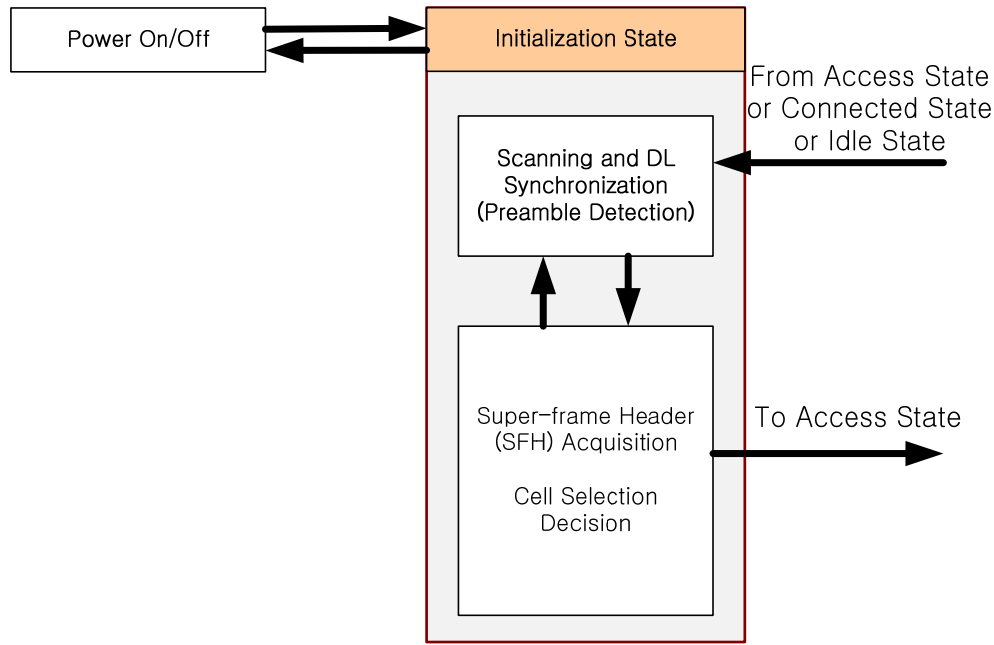 Power On/Off
Initialization State
From Access State
or Connected State
or Idle State
Scanning and DL
Synchronization
(Preamble Detection)
Super-frame Header
(SFH) Acquisition
Cell Selection
Decision
To Access State